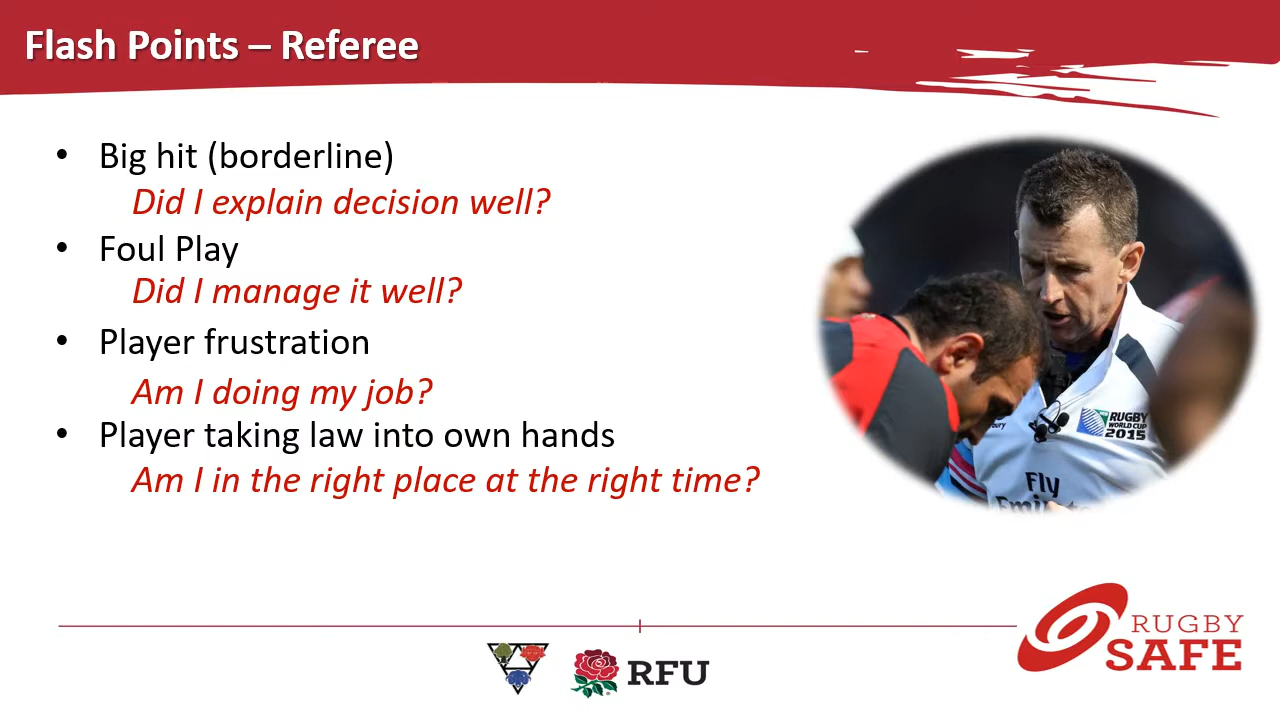 Flash Points – Referee
• Big hit (borderline)
Did I explain decision well?
• Foul Play
Did I manage it well?
• Player frustration
Am I doing my job?
• Player taking law into own hands
Am I in the right place at the right time?
RUGBY
WORLD CUP
2015
Fly
RUGBY
SAFE
RFU